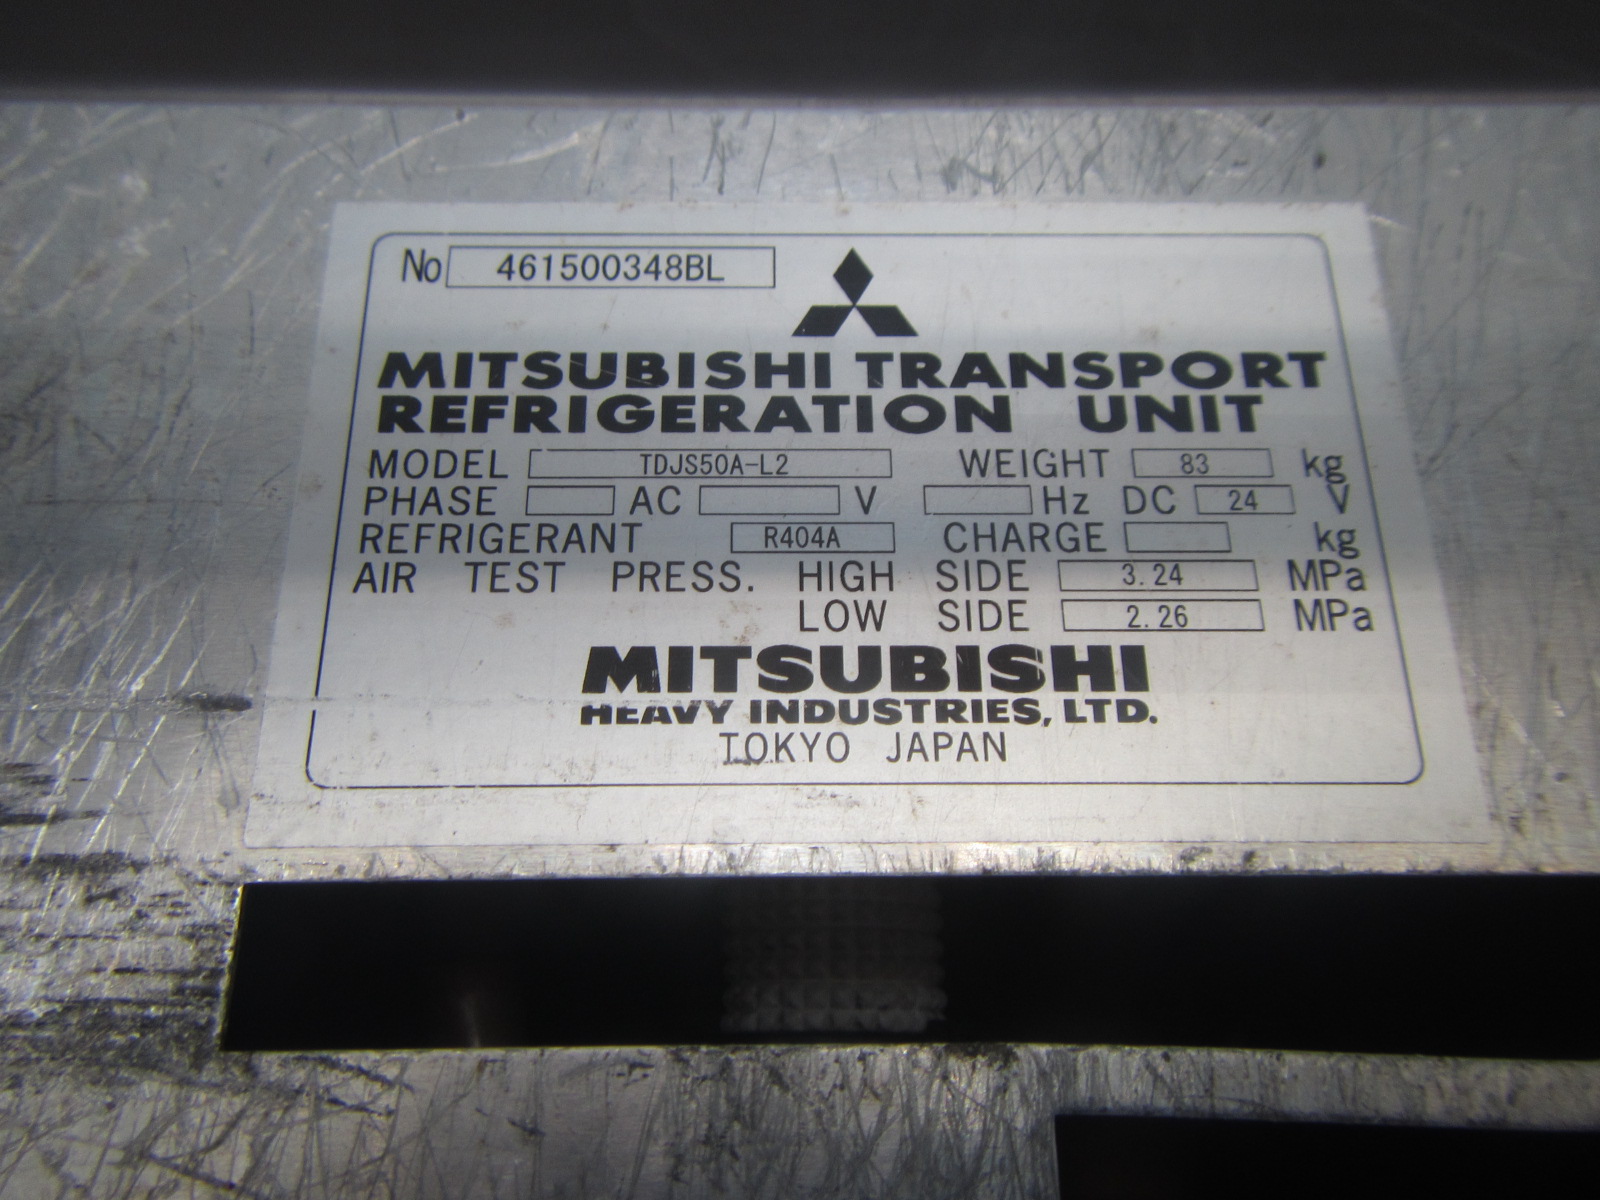 No 461500348BL
MITSUBISHI TRANSPORT
REFRIGERATION UNIT
MODEL TDJS50A-L2 WEIGHT 83 kg
PHASE AC V Hz DC 24 V
REFRIGERANT R404A CHARGE kg
AIR TEST PRESS. HIGH SIDE 3.24 MPa
LOW SIDE 2.26 MPa
MITSUBISHI
HEAVY INDUSTRIES, LTD.
TOKYO JAPAN